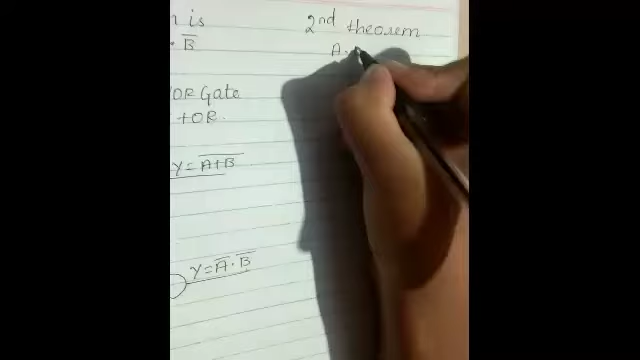 is
. B̅
OR Gate
+OR.
Y = A̅+̅B̅
Y = A̅ . B̅
2nd theorem
A .